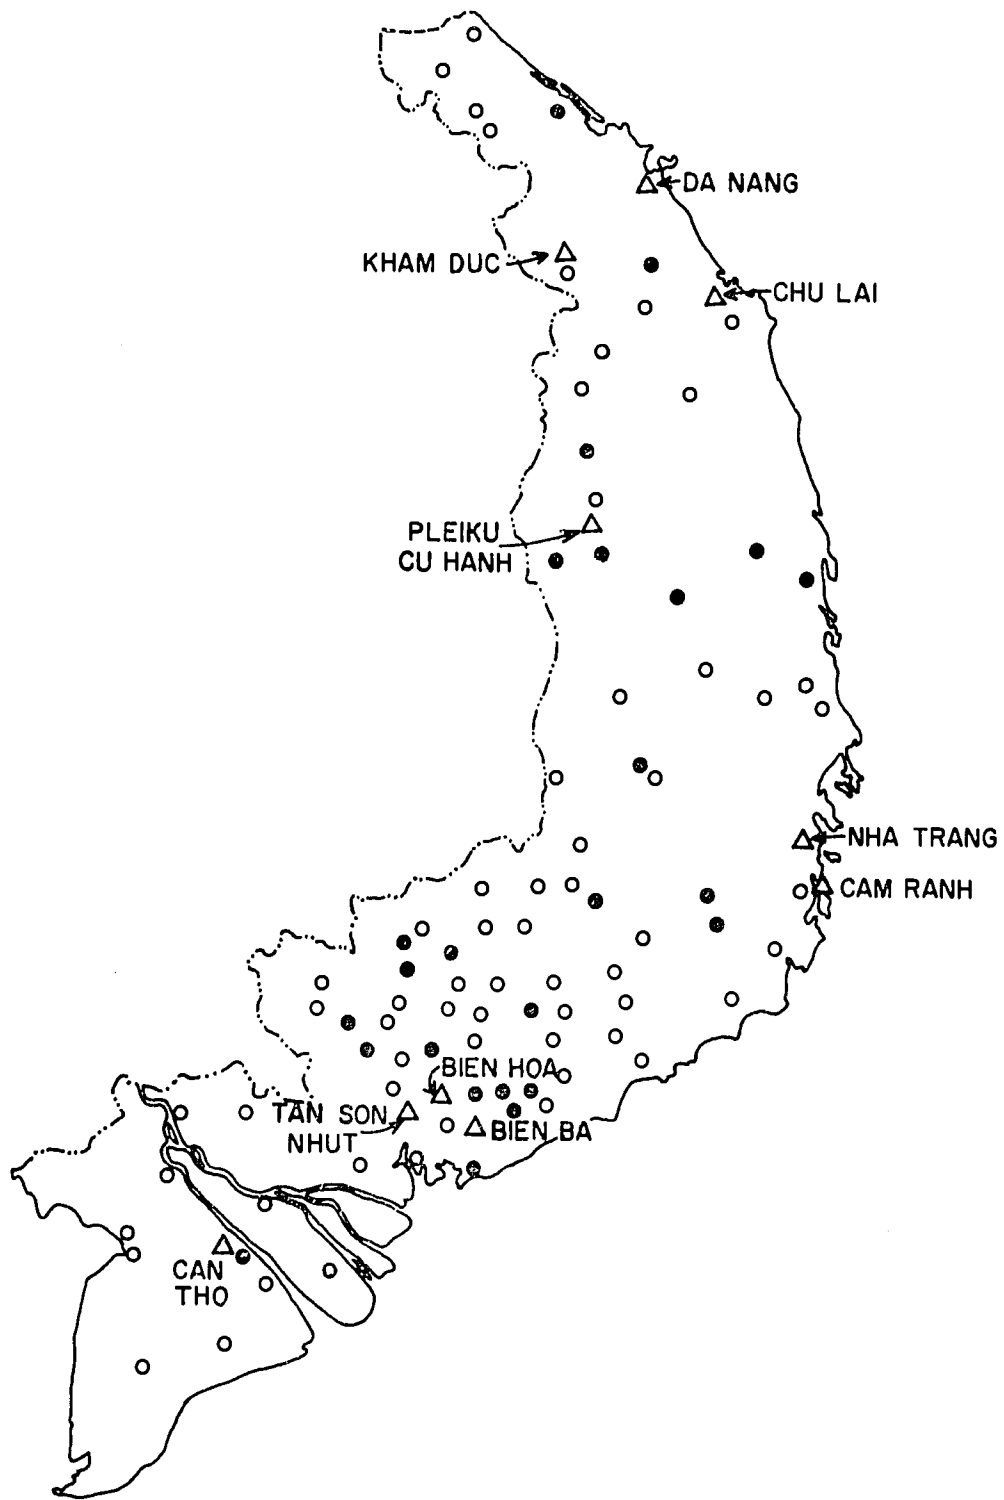 DA NANG
KHAM DUC
CHU LAI
PLEIKU
CU HANH
NHA TRANG
CAM RANH
BIEN HOA
TAN SON
NHUT
BIEN BA
CAN
THO